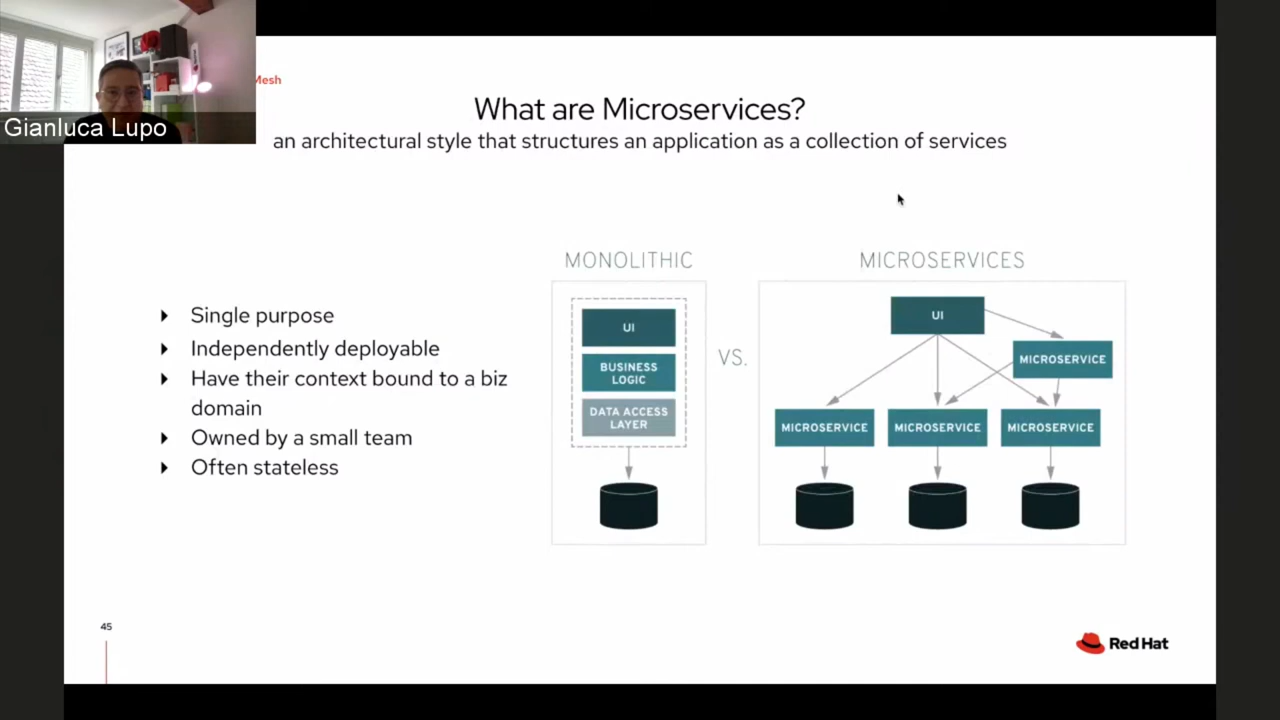 Mesh
Gianluca Lupo
What are Microservices?
an architectural style that structures an application as a collection of services
Single purpose
Independently deployable
Have their context bound to a biz
domain
Owned by a small team
Often stateless
MONOLITHIC
UI
BUSINESS
LOGIC
DATA ACCESS
LAYER
VS.
MICROSERVICES
UI
MICROSERVICE
MICROSERVICE
MICROSERVICE
MICROSERVICE
45
Red Hat